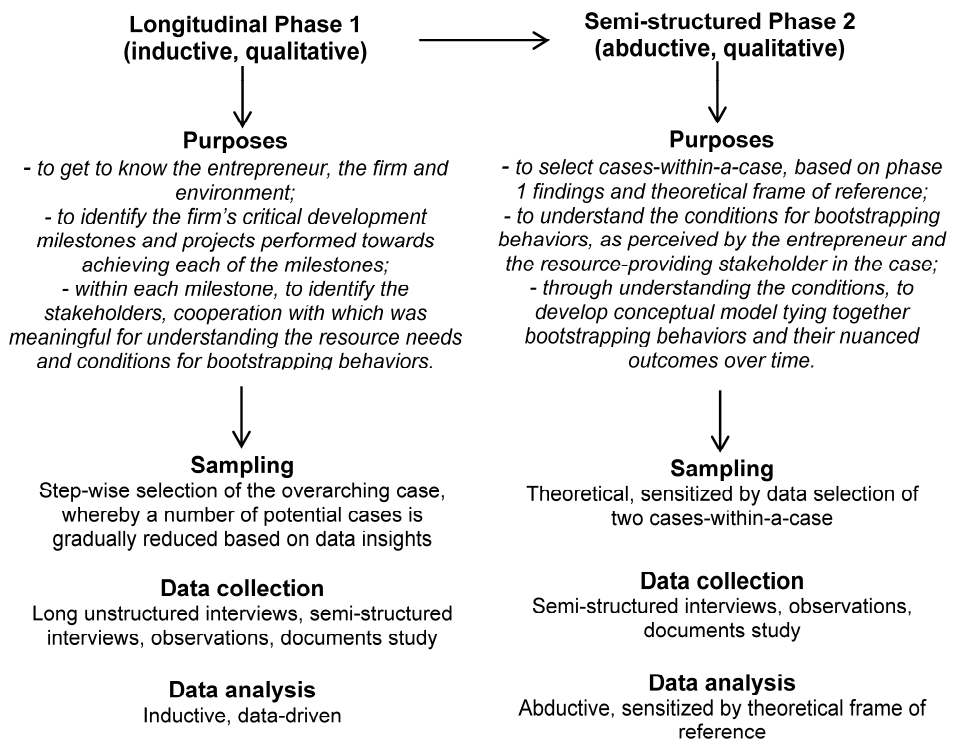 Longitudinal Phase 1
(inductive, qualitative)
Purposes
- to get to know the entrepreneur, the firm and
environment;
- to identify the firm's critical development
milestones and projects performed towards
achieving each of the milestones;
- within each milestone, to identify the
stakeholders, cooperation with which was
meaningful for understanding the resource needs
and conditions for bootstrapping behaviors.
Sampling
Step-wise selection of the overarching case,
whereby a number of potential cases is
gradually reduced based on data insights
Data collection
Long unstructured interviews, semi-structured
interviews, observations, documents study
Data analysis
Inductive, data-driven
Semi-structured Phase 2
(abductive, qualitative)
Purposes
- to select cases-within-a-case, based on phase
1 findings and theoretical frame of reference;
- to understand the conditions for bootstrapping
behaviors, as perceived by the entrepreneur and
the resource-providing stakeholder in the case;
- through understanding the conditions, to
develop conceptual model tying together
bootstrapping behaviors and their nuanced
outcomes over time.
Sampling
Theoretical, sensitized by data selection of
two cases-within-a-case
Data collection
Semi-structured interviews, observations,
documents study
Data analysis
Abductive, sensitized by theoretical frame of
reference